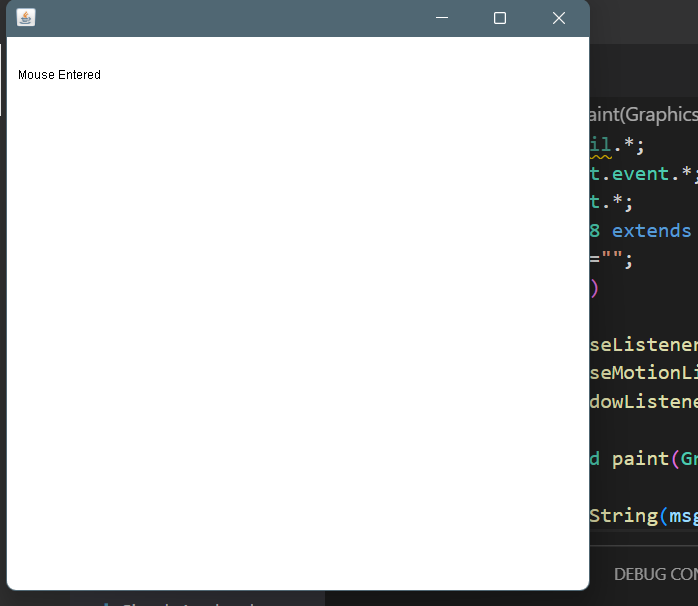 Mouse Entered
aint(Graphics
il.*;
t.event.*;
t.*;
8 extends
="";
)
seListener
seMotionLi
dowListene
d paint(Gr
String(msg
DEBUG CON